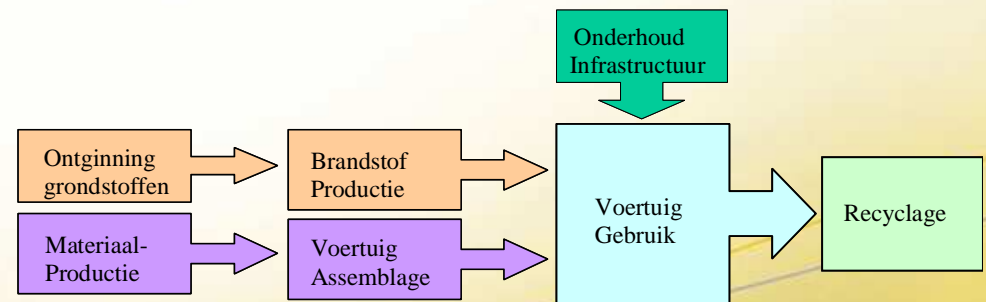 Onderhoud
Infrastructuur
Ontginning
grondstoffen
Brandstof
Productie
Materiaal-
Productie
Voertuig
Assemblage
Voertuig
Gebruik
Recyclage